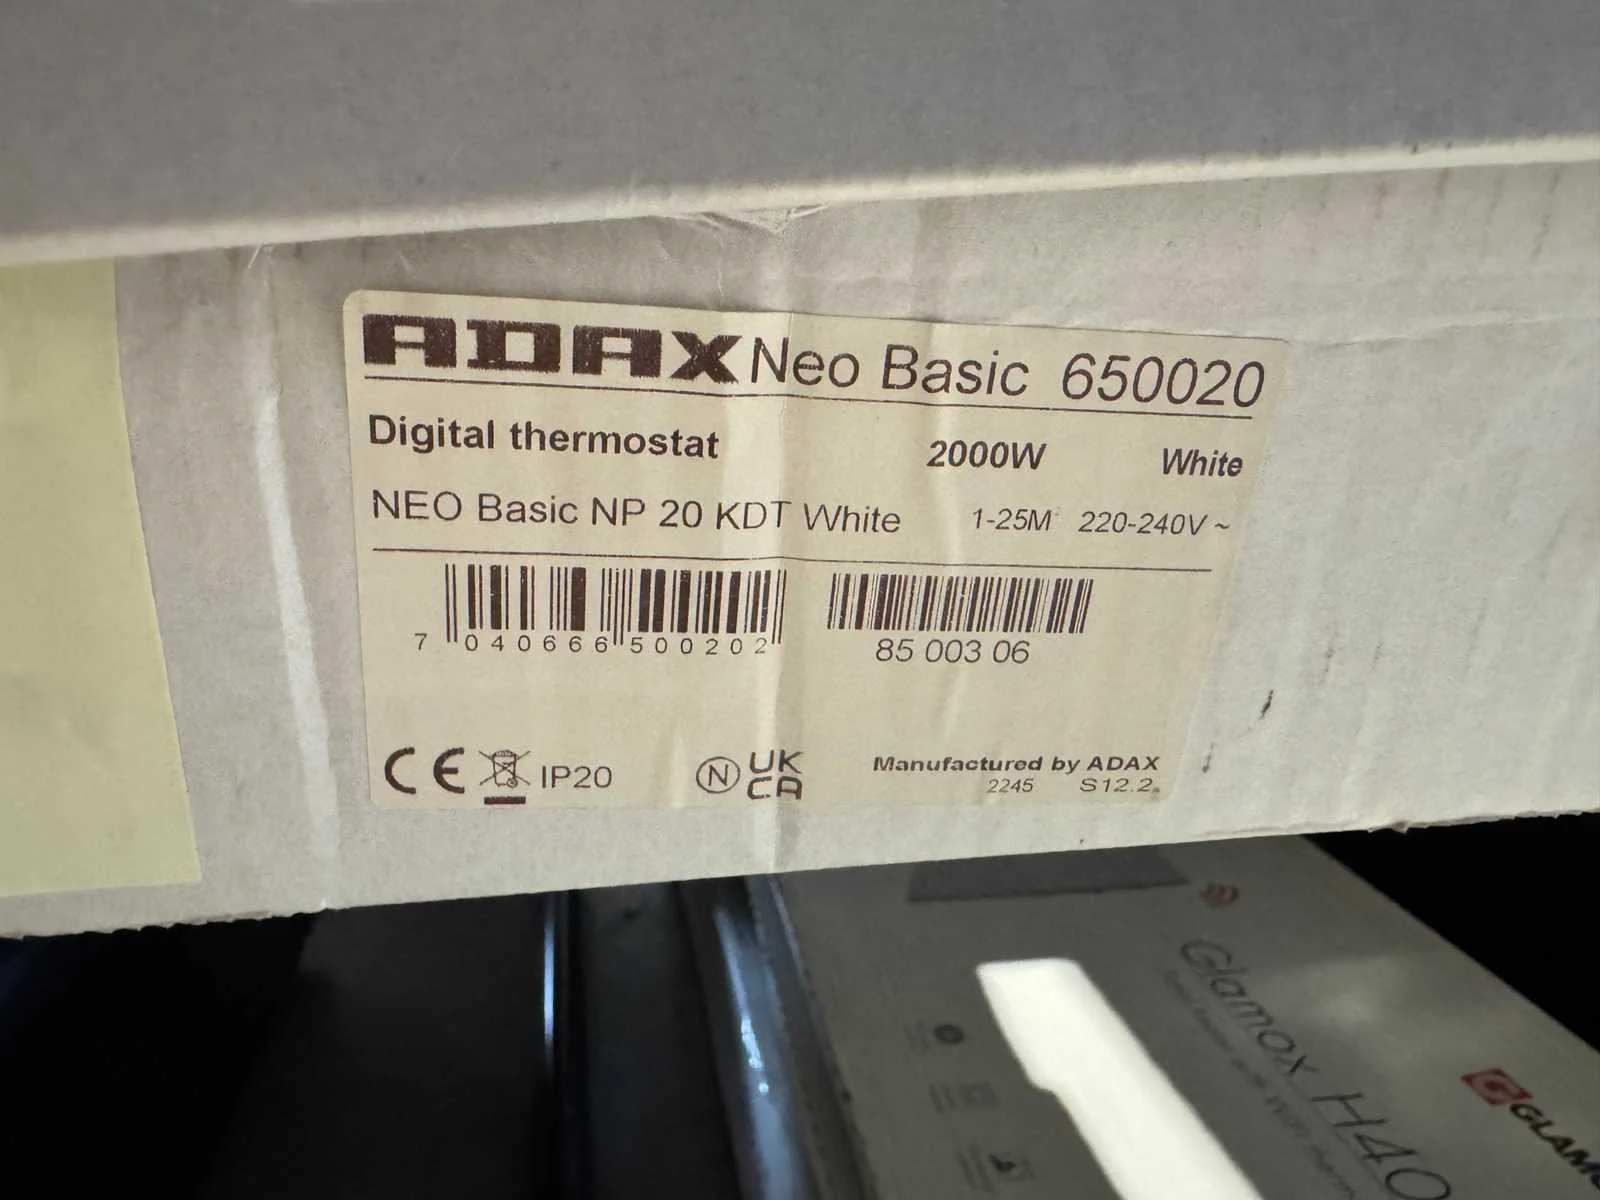 ADAX Neo Basic 650020
Digital thermostat 2000W White
NEO Basic NP 20 KDT White 1-25M 220-240V ~
7 040666 500202
85 003 06
CE IP20 N UK CA
Manufactured by ADAX
2245 S12.2.
Glamox H40
GLAM